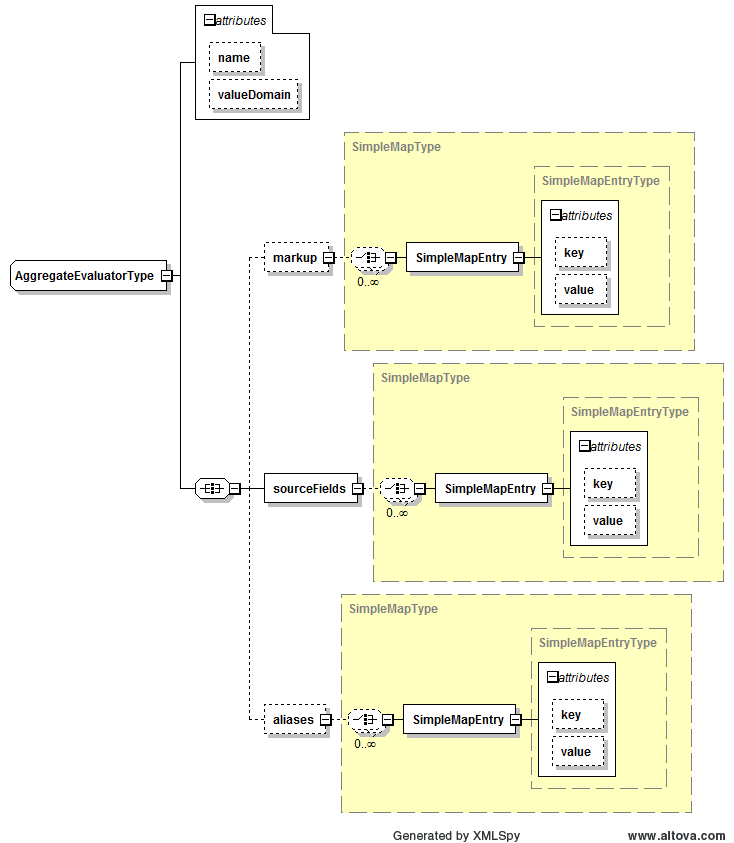 attributes
name
valueDomain
SimpleMapType
SimpleMapEntryType
attributes
key
value
markup
SimpleMapEntry
0..∞
AggregateEvaluatorType
SimpleMapType
SimpleMapEntryType
attributes
key
value
sourceFields
SimpleMapEntry
0..∞
SimpleMapType
SimpleMapEntryType
attributes
key
value
aliases
SimpleMapEntry
0..∞
Generated by XMLSpy
www.altova.com